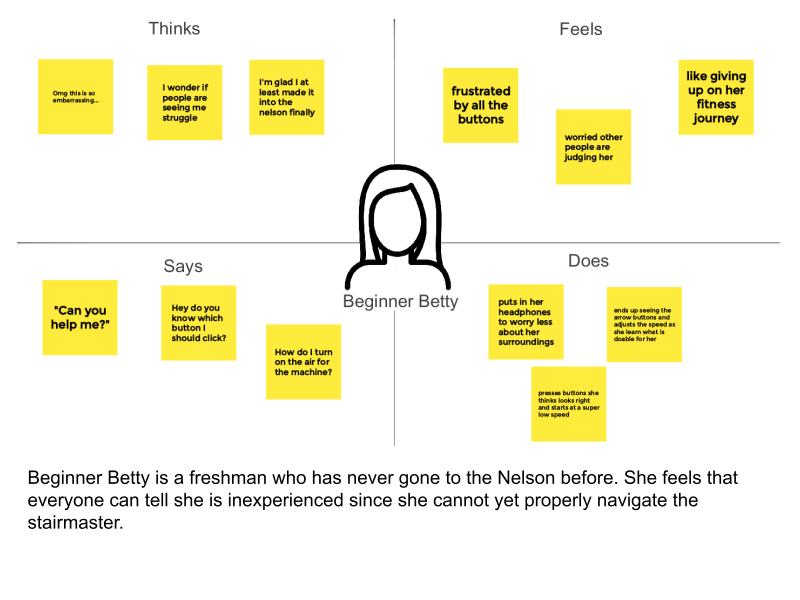 Thinks
Omg this is so
embarrassing...
I wonder if
people are
seeing me
struggle
I'm glad I at
least made it
into the
nelson finally
Feels
frustrated
by all the
buttons
worried other
people are
judging her
like giving
up on her
fitness
journey
Says
"Can you
help me?"
Hey do you
know which
button I
should click?
How do I turn
on the air for
the machine?
Beginner Betty
Does
puts in her
headphones
to worry less
about her
surroundings
ends up seeing the
arrow buttons and
adjusts the speed as
she learn what is
doable for her
presses buttons she
thinks looks right
and starts at a super
low speed
Beginner Betty is a freshman who has never gone to the Nelson before. She feels that
everyone can tell she is inexperienced since she cannot yet properly navigate the
stairmaster.